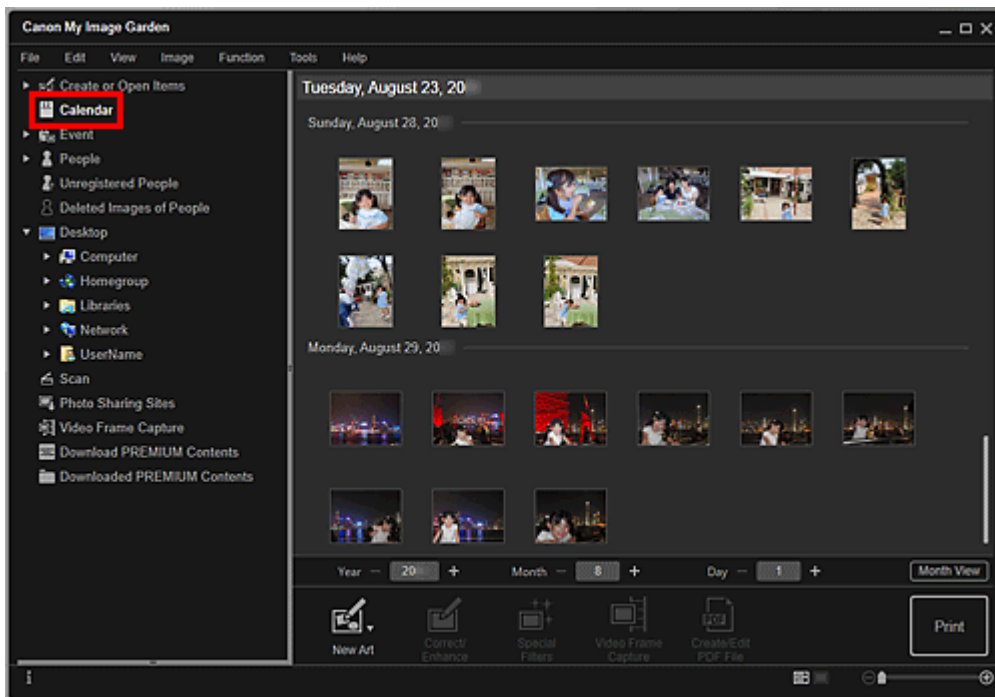 Canon My Image Garden
File Edit View Image Function Tools Help
Create or Open Items
Calendar
Event
People
Unregistered People
Deleted Images of People
Desktop
Computer
Homegroup
Libraries
Network
UserName
Scan
Photo Sharing Sites
Video Frame Capture
Download PREMIUM Contents
Downloaded PREMIUM Contents
Tuesday, August 23, 20
Sunday, August 28, 20
Monday, August 29, 20
Year − 20 + Month − 8 + Day − 1 + Month View
New Art
Correct/
Enhance
Special
Filters
Video Frame
Capture
PDF
Create/Edit
PDF File
Print